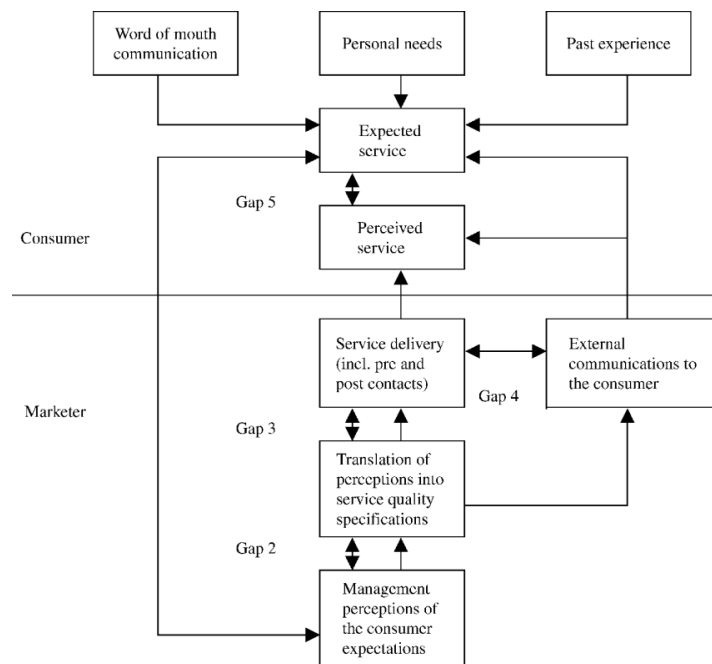 Word of mouth
communication
Personal needs
Past experience
Expected
service
Gap 5
Consumer
Perceived
service
Service delivery
(incl. pre and
post contacts)
External
communications to
the consumer
Gap 4
Marketer
Gap 3
Translation of
perceptions into
service quality
specifications
Gap 2
Management
perceptions of
the consumer
expectations